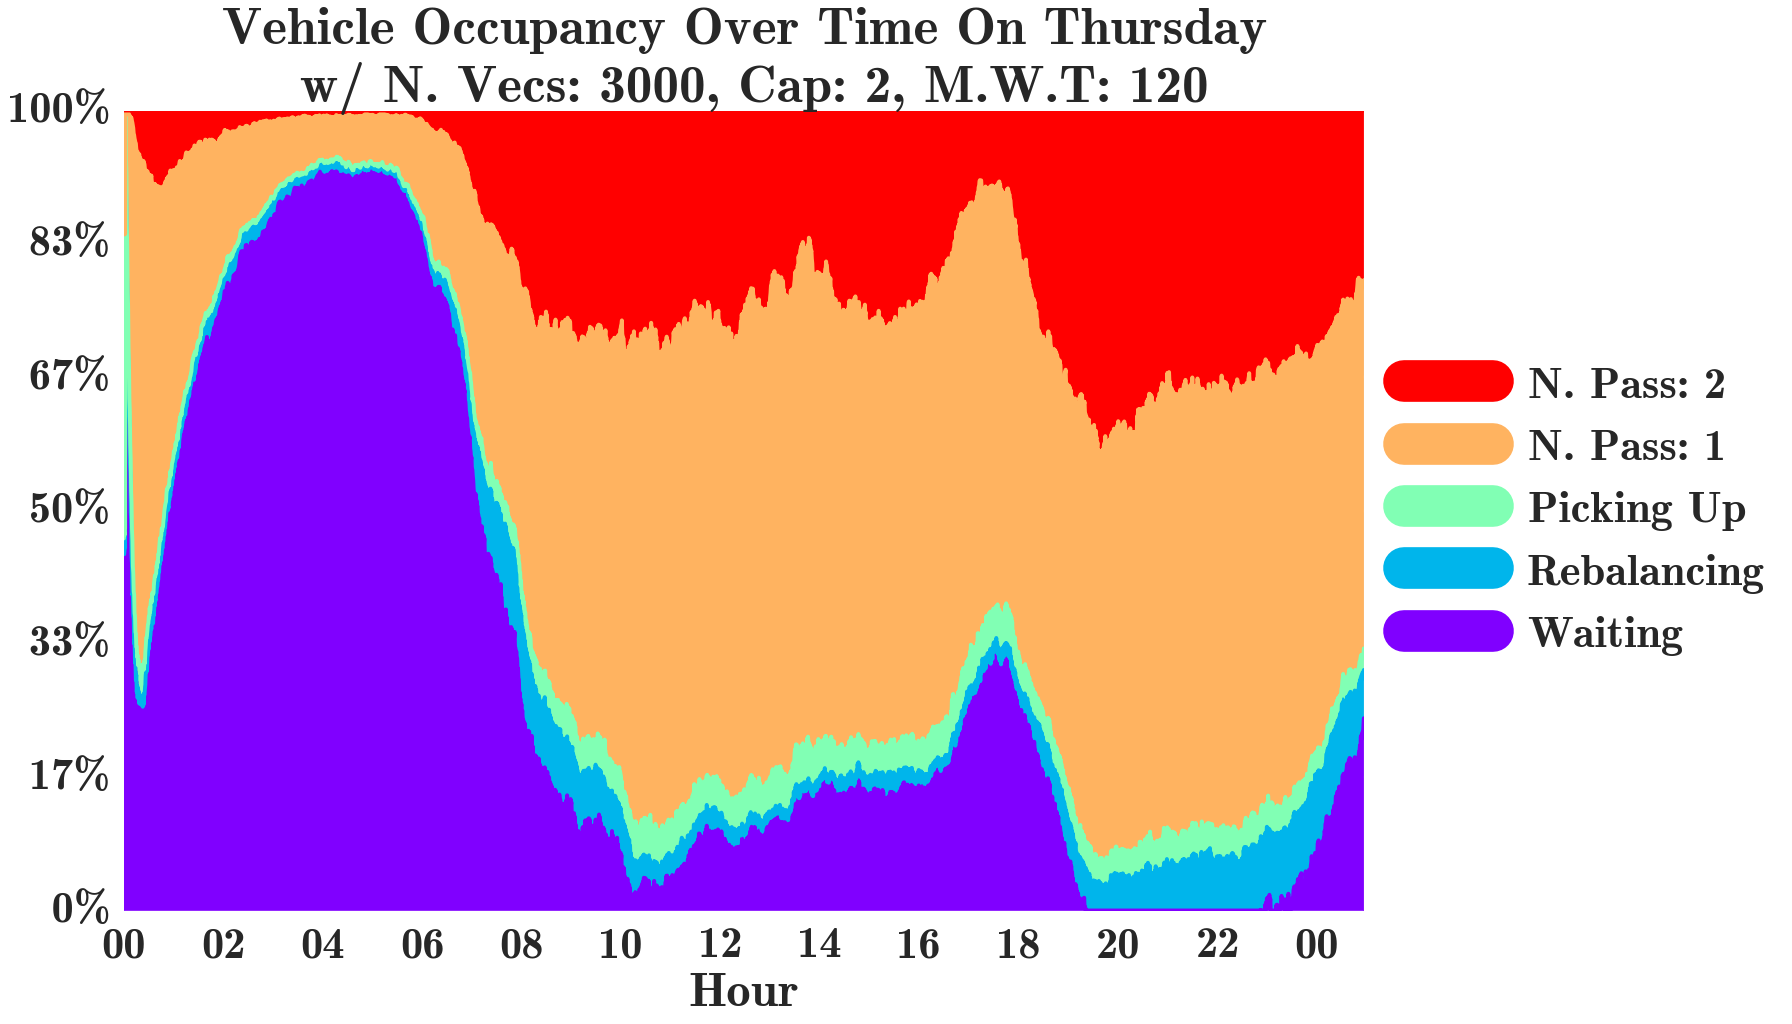 Vehicle Occupancy Over Time On Thursday
w/ N. Vecs: 3000, Cap: 2, M.W.T: 120
100%
83%
67%
50%
33%
17%
0%
00 02 04 06 08 10 12 14 16 18 20 22 00
Hour
N. Pass: 2
N. Pass: 1
Picking Up
Rebalancing
Waiting